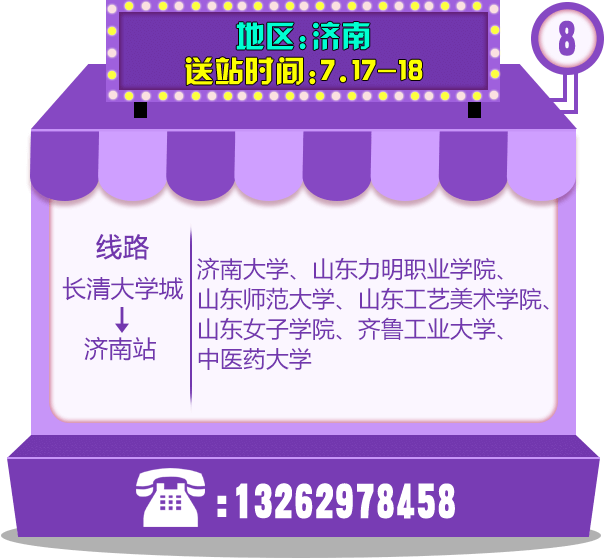 地区:济南
送站时间:7.17-18
8
线路
长清大学城
济南站
济南大学、山东力明职业学院、
山东师范大学、山东工艺美术学院、
山东女子学院、齐鲁工业大学、
中医药大学
:13262978458